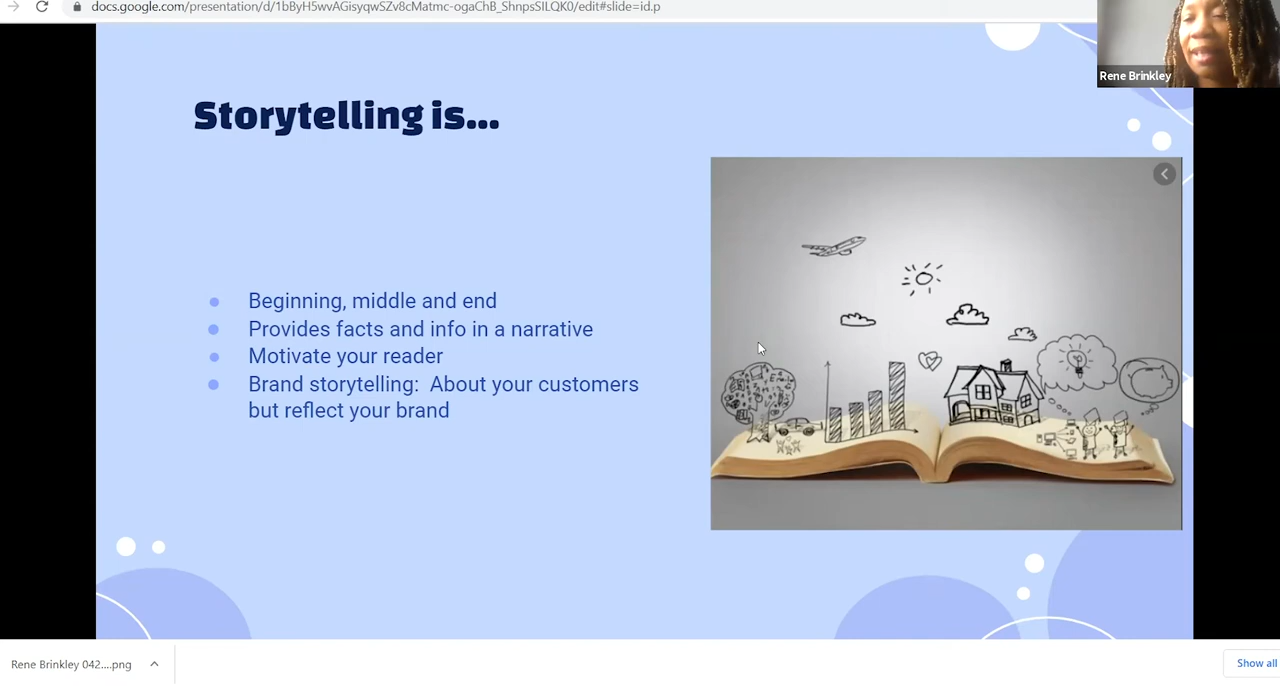 docs.google.com/presentation/d/1bByH5wvAGisyqwSZv8cMatmc-ogaChB_ShnpsSILQK0/edit#slide=id.p
Rene Brinkley
Storytelling is...
Beginning, middle and end
Provides facts and info in a narrative
Motivate your reader
Brand storytelling:  About your customers
but reflect your brand
Rene Brinkley 042....png
Show all